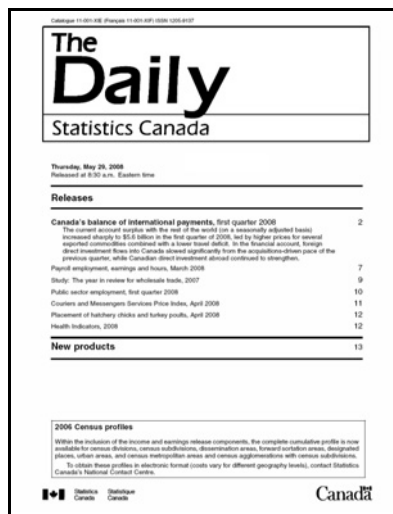 Catalogue 11-001-XIE (Français 11-001-XIF) ISSN 1205-9137
The
Daily
Statistics Canada
Thursday, May 29, 2008
Released at 8:30 a.m. Eastern time
Releases
Canada's balance of international payments, first quarter 2008 2
The current account surplus with the rest of the world (on a seasonally adjusted basis)
increased sharply to $5.6 billion in the first quarter of 2008, led by higher prices for several
exported commodities combined with a lower travel deficit. In the financial account, foreign
direct investment flows into Canada slowed significantly from the acquisitions-driven pace of the
previous quarter, while Canadian direct investment abroad continued to strengthen.
Payroll employment, earnings and hours, March 2008 7
Study: The year in review for wholesale trade, 2007 9
Public sector employment, first quarter 2008 10
Couriers and Messengers Services Price Index, April 2008 11
Placement of hatchery chicks and turkey poults, April 2008 12
Health Indicators, 2008 12
New products 13
2006 Census profiles
Within the inclusion of the income and earnings release components, the complete cumulative profile is now
available for census divisions, census subdivisions, dissemination areas, forward sortation areas, designated
places, urban areas, and census metropolitan areas and census agglomerations with census subdivisions.
To obtain these profiles in electronic format (costs vary for different geography levels), contact Statistics
Canada's National Contact Centre.
Statistics Statistique
Canada Canada
Canada